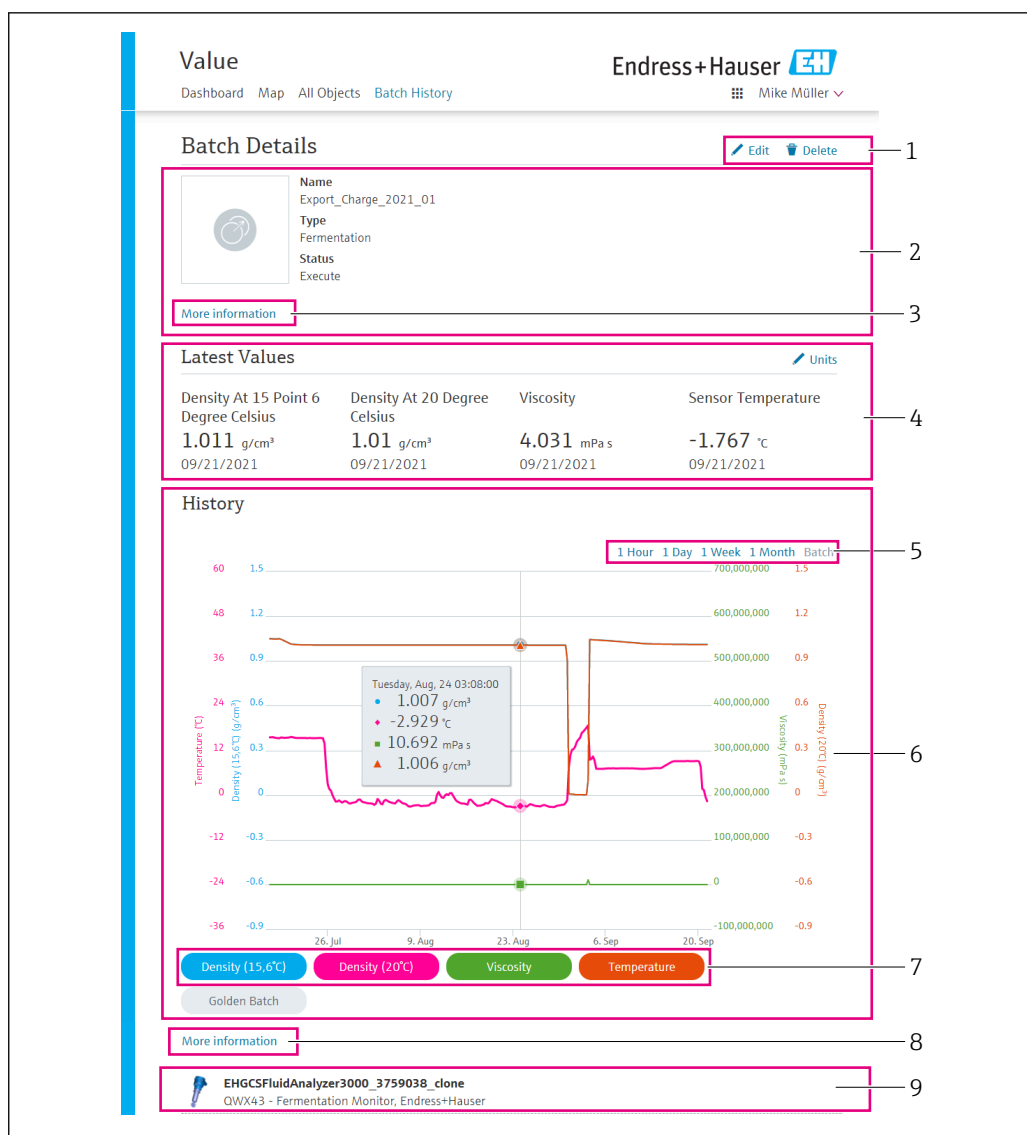 Value
Endress+Hauser EH
Dashboard Map All Objects Batch History
Mike Müller
Batch Details
Edit Delete
1
Name
Export_Charge_2021_01
Type
Fermentation
Status
Execute
2
More information
3
Latest Values
Units
Density At 15 Point 6 Degree Celsius
1.011 g/cm³
09/21/2021
Density At 20 Degree Celsius
1.01 g/cm³
09/21/2021
Viscosity
4.031 mPa s
09/21/2021
Sensor Temperature
-1.767 °C
09/21/2021
4
History
1 Hour 1 Day 1 Week 1 Month Batch
5
60 1.5 700,000,000 1.5
48 1.2 600,000,000 1.2
36 0.9 500,000,000 0.9
24 0.6 400,000,000 0.6
12 0.3 300,000,000 0.3
0 0 200,000,000 0
-12 -0.3 100,000,000 -0.3
-24 -0.6 0 -0.6
-36 -0.9 -100,000,000 -0.9
Temperature (°C)
Density (15,6°C) (g/cm³)
Viscosity (mPa s)
Density (20°C) (g/cm³)
Tuesday, Aug, 24 03:08:00
1.007 g/cm³
-2.929 °C
10.692 mPa s
1.006 g/cm³
6
26. Jul 9. Aug 23. Aug 6. Sep 20. Sep
Density (15,6°C) Density (20°C) Viscosity Temperature
7
Golden Batch
More information
8
EHGCSFluidAnalyzer3000_3759038_clone
QWX43 - Fermentation Monitor, Endress+Hauser
9